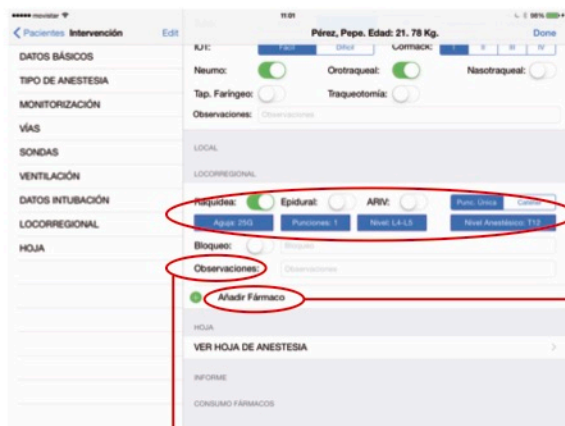 movistar 11:01 98%
Pacientes Intervención Edit Pérez, Pepe. Edad: 21. 78 Kg. Done
DATOS BÁSICOS
TIPO DE ANESTESIA
MONITORIZACIÓN
VÍAS
SONDAS
VENTILACIÓN
DATOS INTUBACIÓN
LOCORREGIONAL
HOJA
IOT: Fácil Difícil Cormack: I II III IV
Neumo: Orotraqueal: Nasotraqueal:
Tap. Faríngeo: Traqueotomía:
Observaciones: Observaciones
LOCAL
LOCORREGIONAL
Raquídea: Epidural: ARIV: Punc. Única Catéter
Aguja: 25G Punciones: 1 Nivel: L4-L5 Nivel Anestésico: T12
Bloqueo: Bloqueo
Observaciones: Observaciones
Añadir Fármaco
HOJA
VER HOJA DE ANESTESIA
INFORME
CONSUMO FÁRMACOS